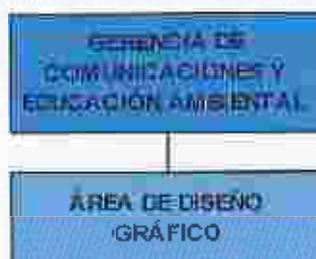 GERENCIA DE
COMUNICACIONES Y
EDUCACIÓN AMBIENTAL
ÁREA DE DISEÑO
GRÁFICO